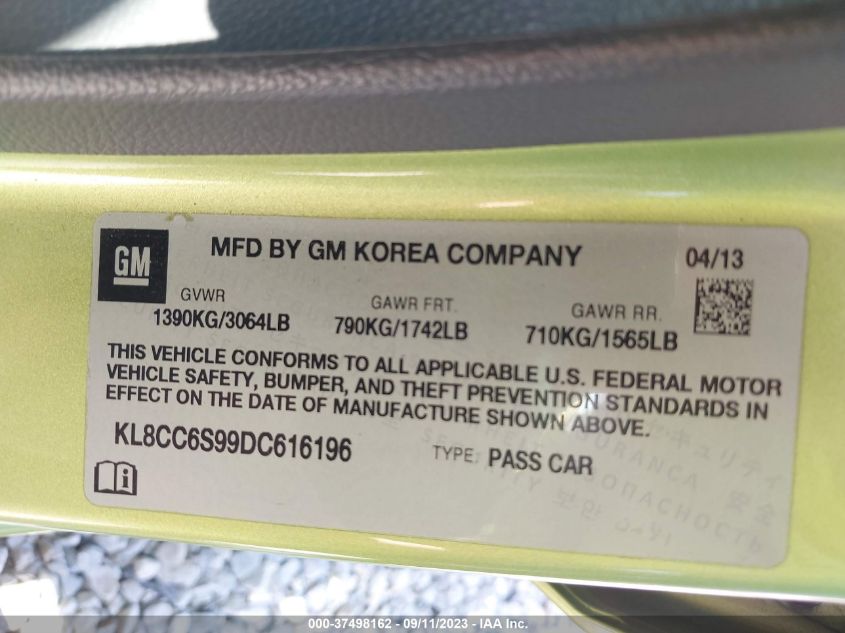 GM
MFD BY GM KOREA COMPANY
04/13
GVWR
1390KG/3064LB
GAWR FRT.
790KG/1742LB
GAWR RR.
710KG/1565LB
THIS VEHICLE CONFORMS TO ALL APPLICABLE U.S. FEDERAL MOTOR
VEHICLE SAFETY, BUMPER, AND THEFT PREVENTION STANDARDS IN
EFFECT ON THE DATE OF MANUFACTURE SHOWN ABOVE.
KL8CC6S99DC616196
TYPE: PASS CAR
000-37498162 - 09/11/2023 - IAA Inc.